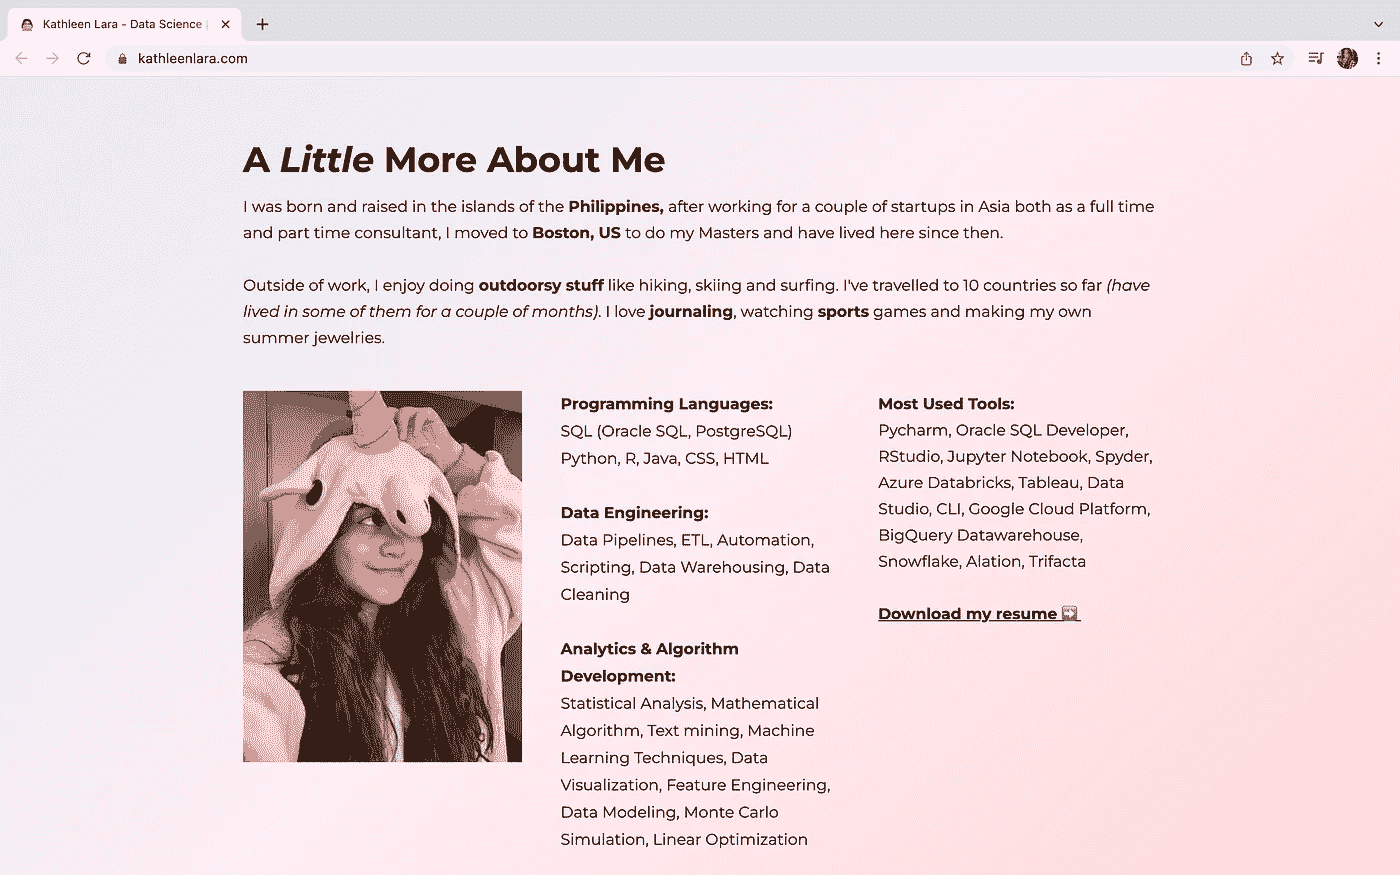 Kathleen Lara - Data Science
kathleenlara.com
A Little More About Me
I was born and raised in the islands of the Philippines, after working for a couple of startups in Asia both as a full time
and part time consultant, I moved to Boston, US to do my Masters and have lived here since then.
Outside of work, I enjoy doing outdoorsy stuff like hiking, skiing and surfing. I've travelled to 10 countries so far (have
lived in some of them for a couple of months). I love journaling, watching sports games and making my own
summer jewelries.
Programming Languages:
SQL (Oracle SQL, PostgreSQL)
Python, R, Java, CSS, HTML
Data Engineering:
Data Pipelines, ETL, Automation,
Scripting, Data Warehousing, Data
Cleaning
Analytics & Algorithm
Development:
Statistical Analysis, Mathematical
Algorithm, Text mining, Machine
Learning Techniques, Data
Visualization, Feature Engineering,
Data Modeling, Monte Carlo
Simulation, Linear Optimization
Most Used Tools:
Pycharm, Oracle SQL Developer,
RStudio, Jupyter Notebook, Spyder,
Azure Databricks, Tableau, Data
Studio, CLI, Google Cloud Platform,
BigQuery Datawarehouse,
Snowflake, Alation, Trifacta
Download my resume